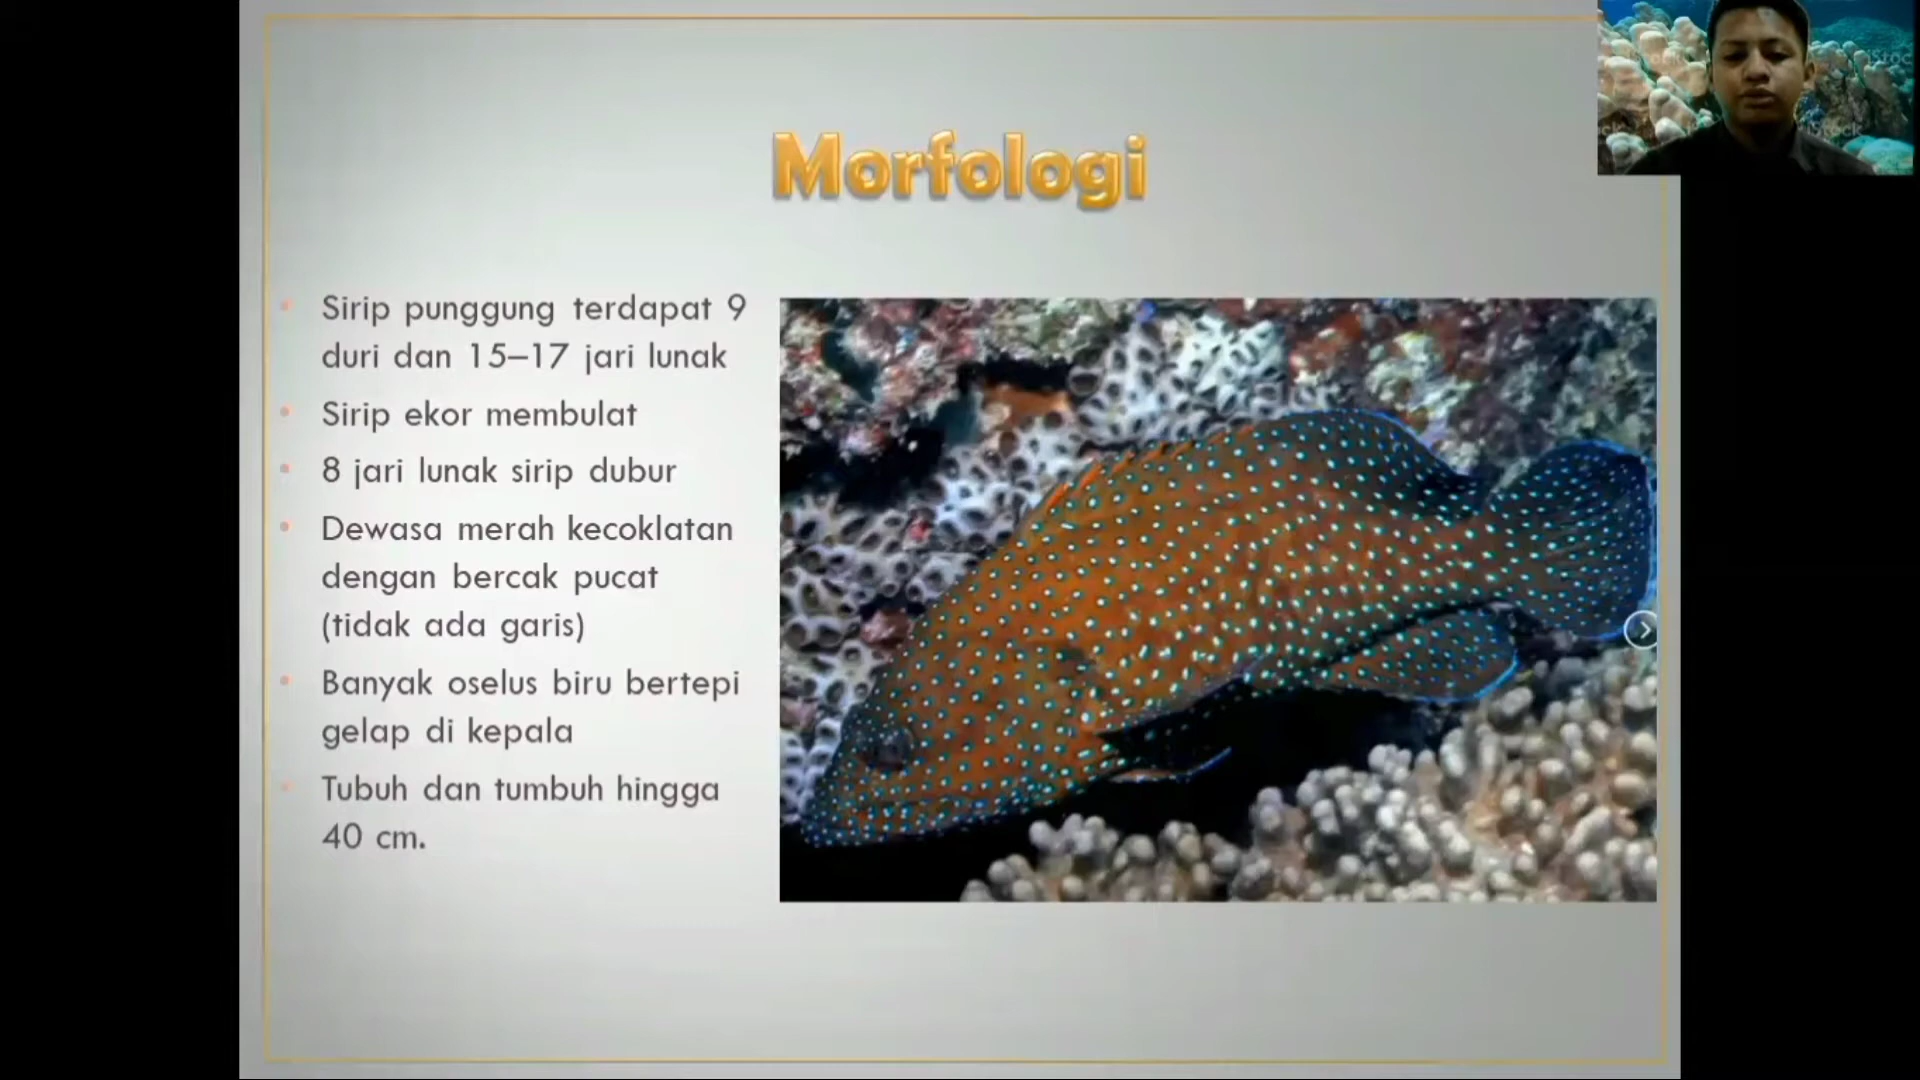 Morfologi
Sirip punggung terdapat 9
duri dan 15–17 jari lunak
Sirip ekor membulat
8 jari lunak sirip dubur
Dewasa merah kecoklatan
dengan bercak pucat
(tidak ada garis)
Banyak oselus biru bertepi
gelap di kepala
Tubuh dan tumbuh hingga
40 cm.
iStock